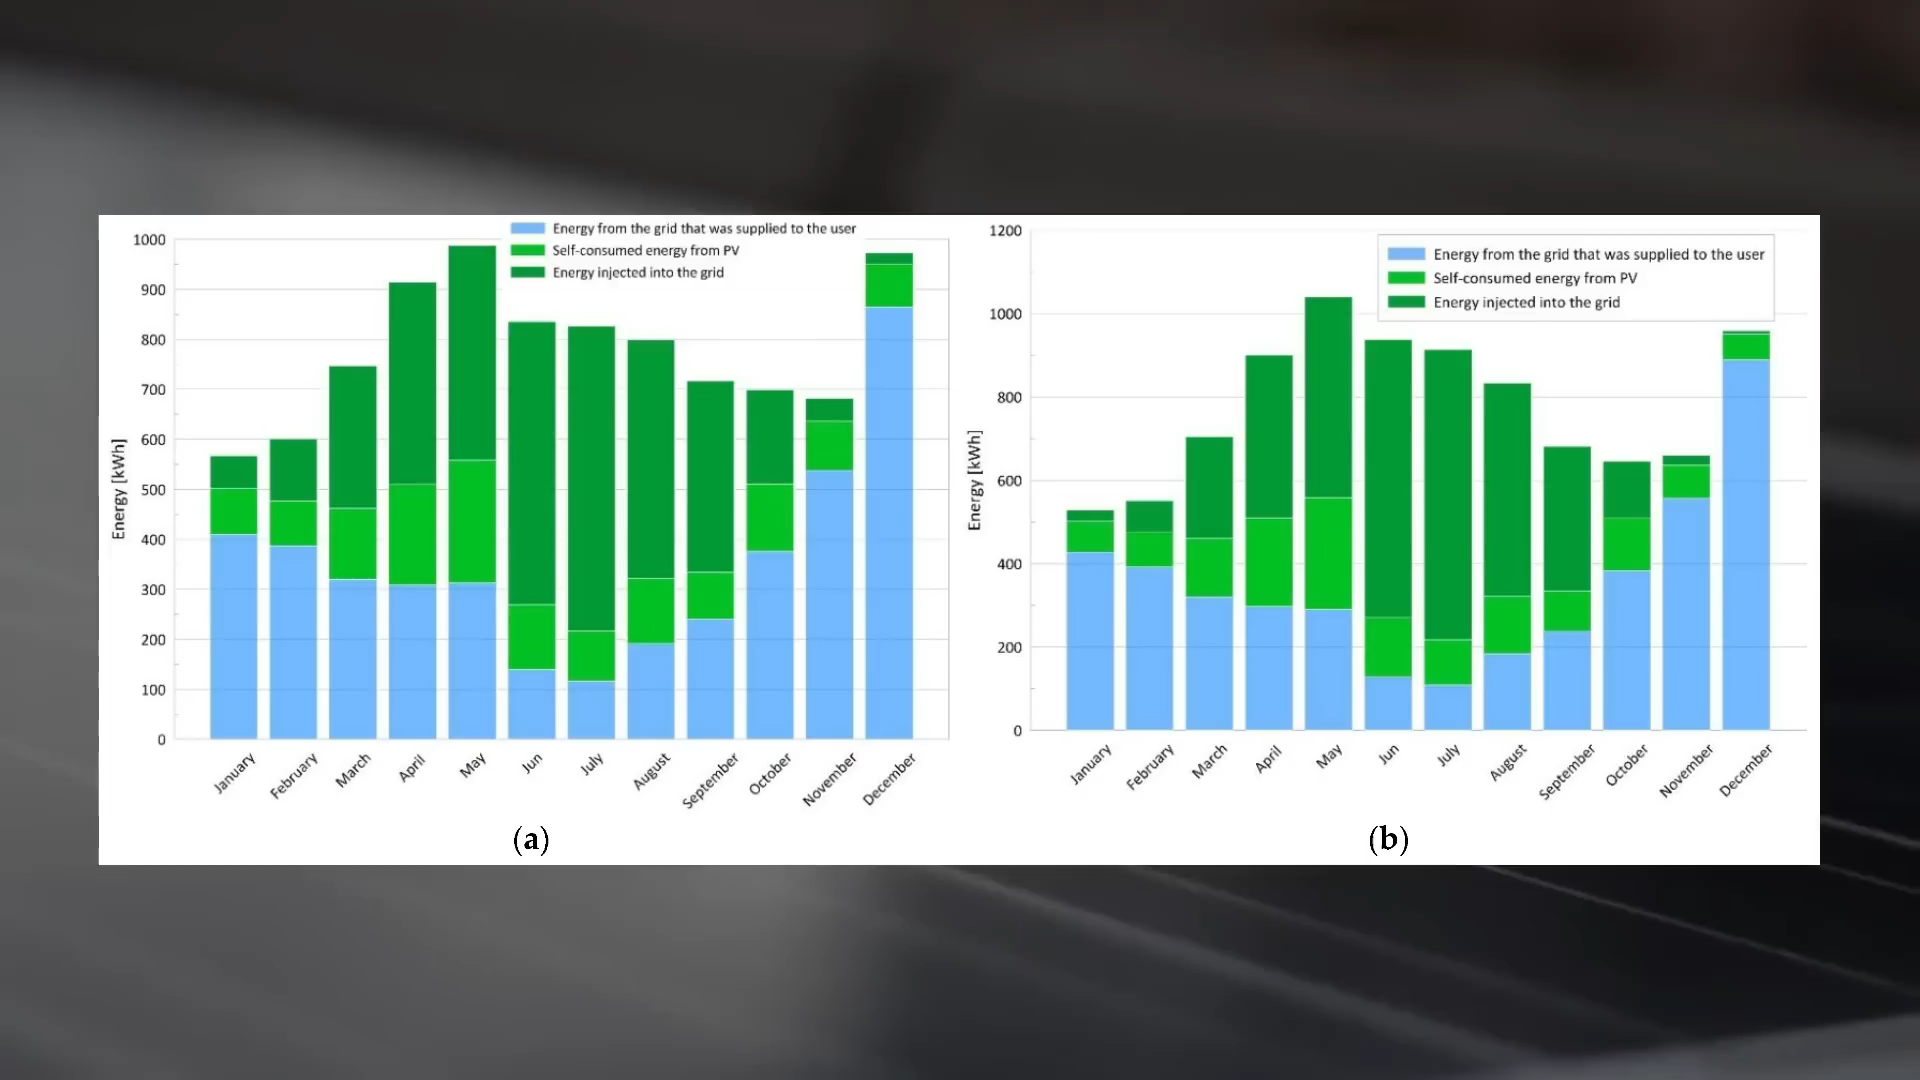 Energy from the grid that was supplied to the user
Self-consumed energy from PV
Energy injected into the grid
1000
900
800
700
600
500
400
300
200
100
0
Energy [kWh]
January
February
March
April
May
Jun
July
August
September
October
November
December
(a)
Energy from the grid that was supplied to the user
Self-consumed energy from PV
Energy injected into the grid
1200
1000
800
600
400
200
0
Energy [kWh]
January
February
March
April
May
Jun
July
August
September
October
November
December
(b)